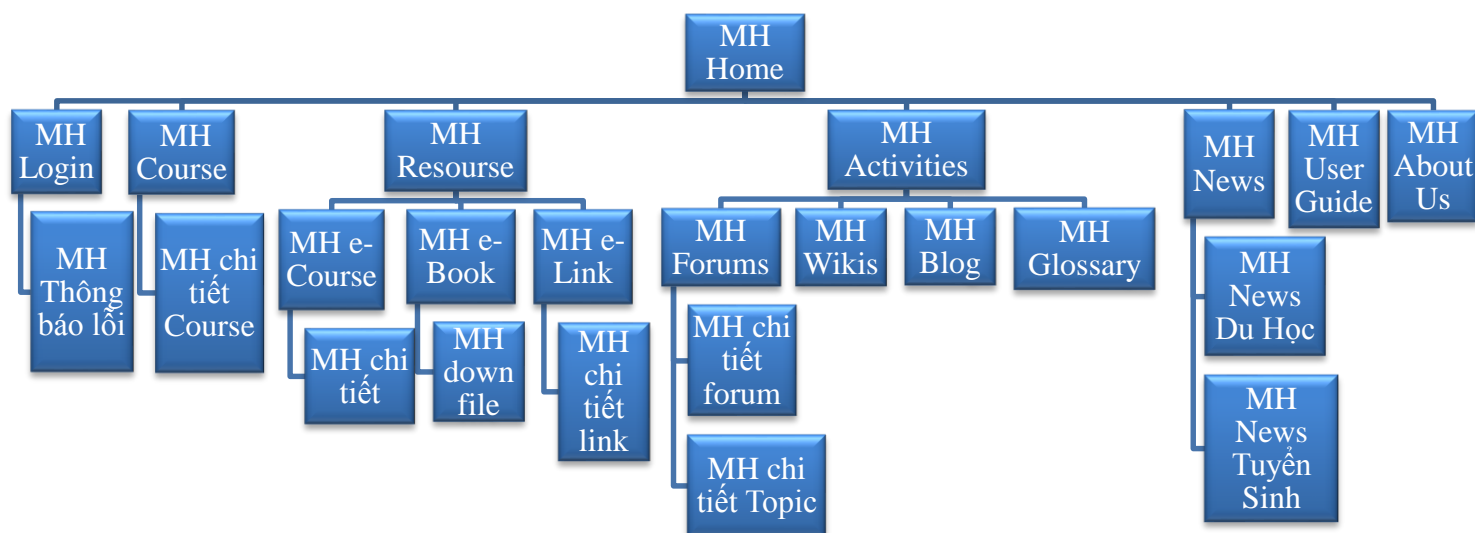 MH
Home
MH
Login
MH
Course
MH
Resourse
MH
Activities
MH
News
MH
User
Guide
MH
About
Us
MH
Thông
báo lỗi
MH chi
tiết
Course
MH e-
Course
MH e-
Book
MH e-
Link
MH
Forums
MH
Wikis
MH
Blog
MH
Glossary
MH
News
Du Học
MH chi
tiết
MH
down
file
MH
chi
tiết
link
MH chi
tiết
forum
MH
News
Tuyển
Sinh
MH chi
tiết Topic